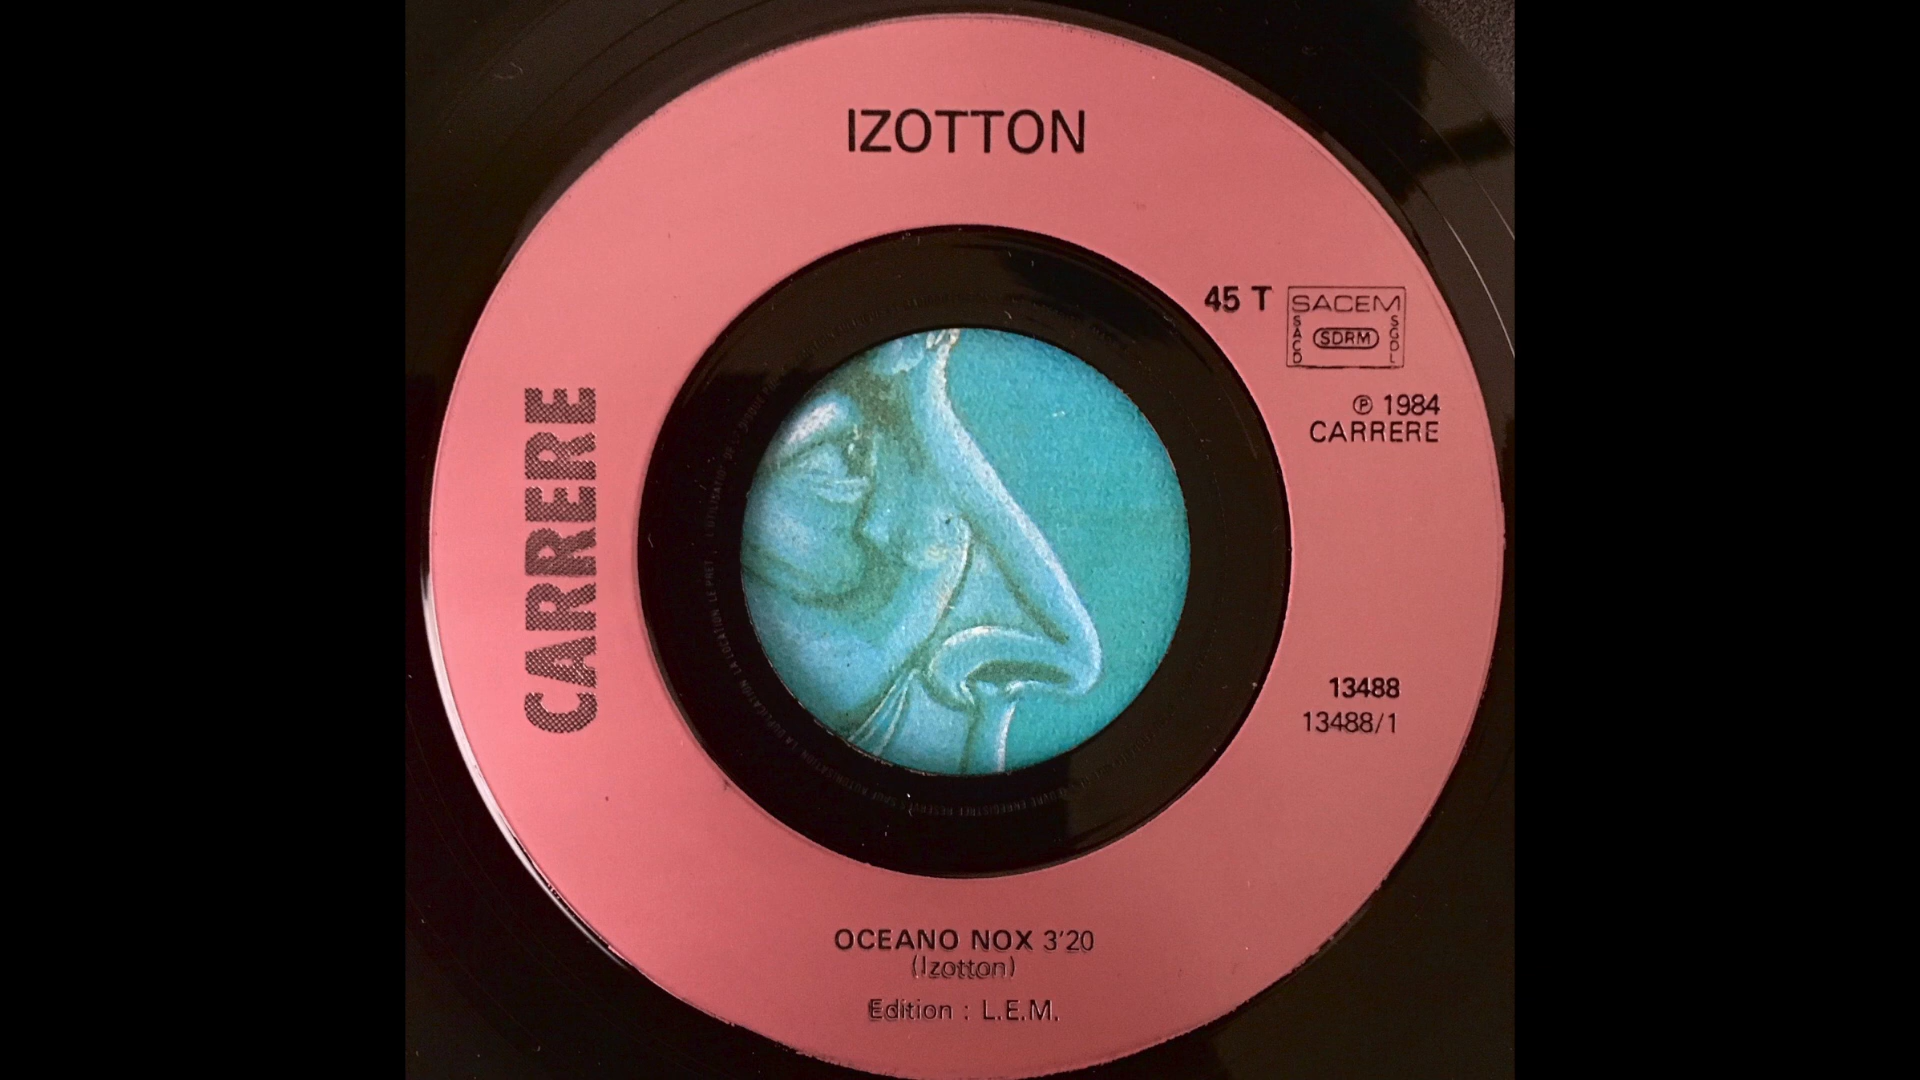 IZOTTON
45 T
SACEM
SACD
SDRM
SGDL
℗ 1984
CARRERE
CARRERE
13488
13488/1
OCEANO NOX 3'20
(Izotton)
Edition : L.E.M.